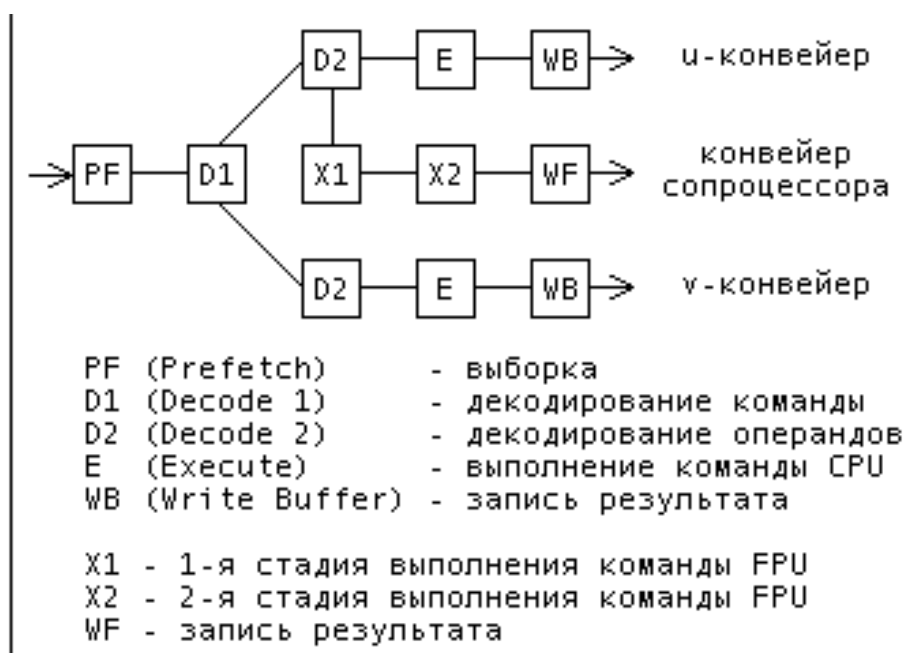 D2 E WB u-конвейер
PF D1 X1 X2 WF конвейер сопроцессора
D2 E WB v-конвейер
PF (Prefetch) - выборка
D1 (Decode 1) - декодирование команды
D2 (Decode 2) - декодирование операндов
E (Execute) - выполнение команды CPU
WB (Write Buffer) - запись результата
X1 - 1-я стадия выполнения команды FPU
X2 - 2-я стадия выполнения команды FPU
WF - запись результата